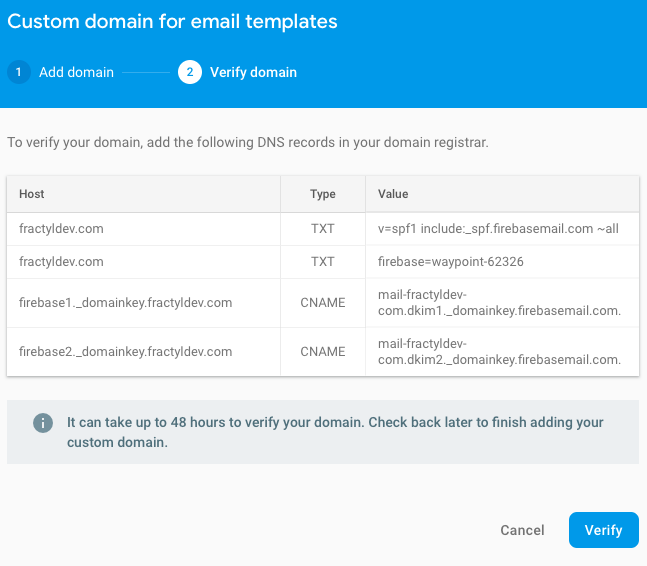 Custom domain for email templates
1 Add domain 2 Verify domain
To verify your domain, add the following DNS records in your domain registrar.
Host Type Value
fractyldev.com TXT v=spf1 include:_spf.firebasemail.com ~all
fractyldev.com TXT firebase=waypoint-62326
firebase1._domainkey.fractyldev.com CNAME mail-fractyldev-
com.dkim1._domainkey.firebasemail.com.
firebase2._domainkey.fractyldev.com CNAME mail-fractyldev-
com.dkim2._domainkey.firebasemail.com.
It can take up to 48 hours to verify your domain. Check back later to finish adding your
custom domain.
Cancel Verify